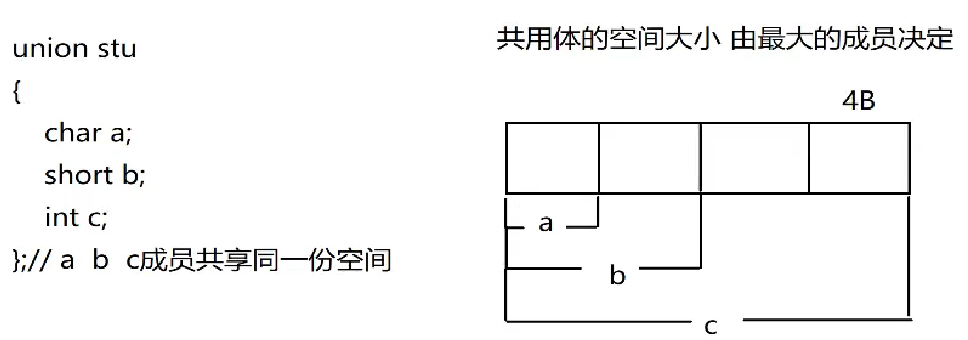 union stu
{
char a;
short b;
int c;
};// a b c成员共享同一份空间
共用体的空间大小 由最大的成员决定
4B
a
b
c